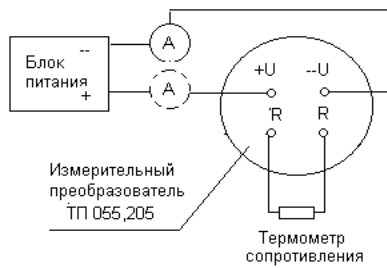 Блок
питания
--
+
A
A
+U --U
'R R
Измерительный
преобразователь
ТП 055,205
Термометр
сопротивления